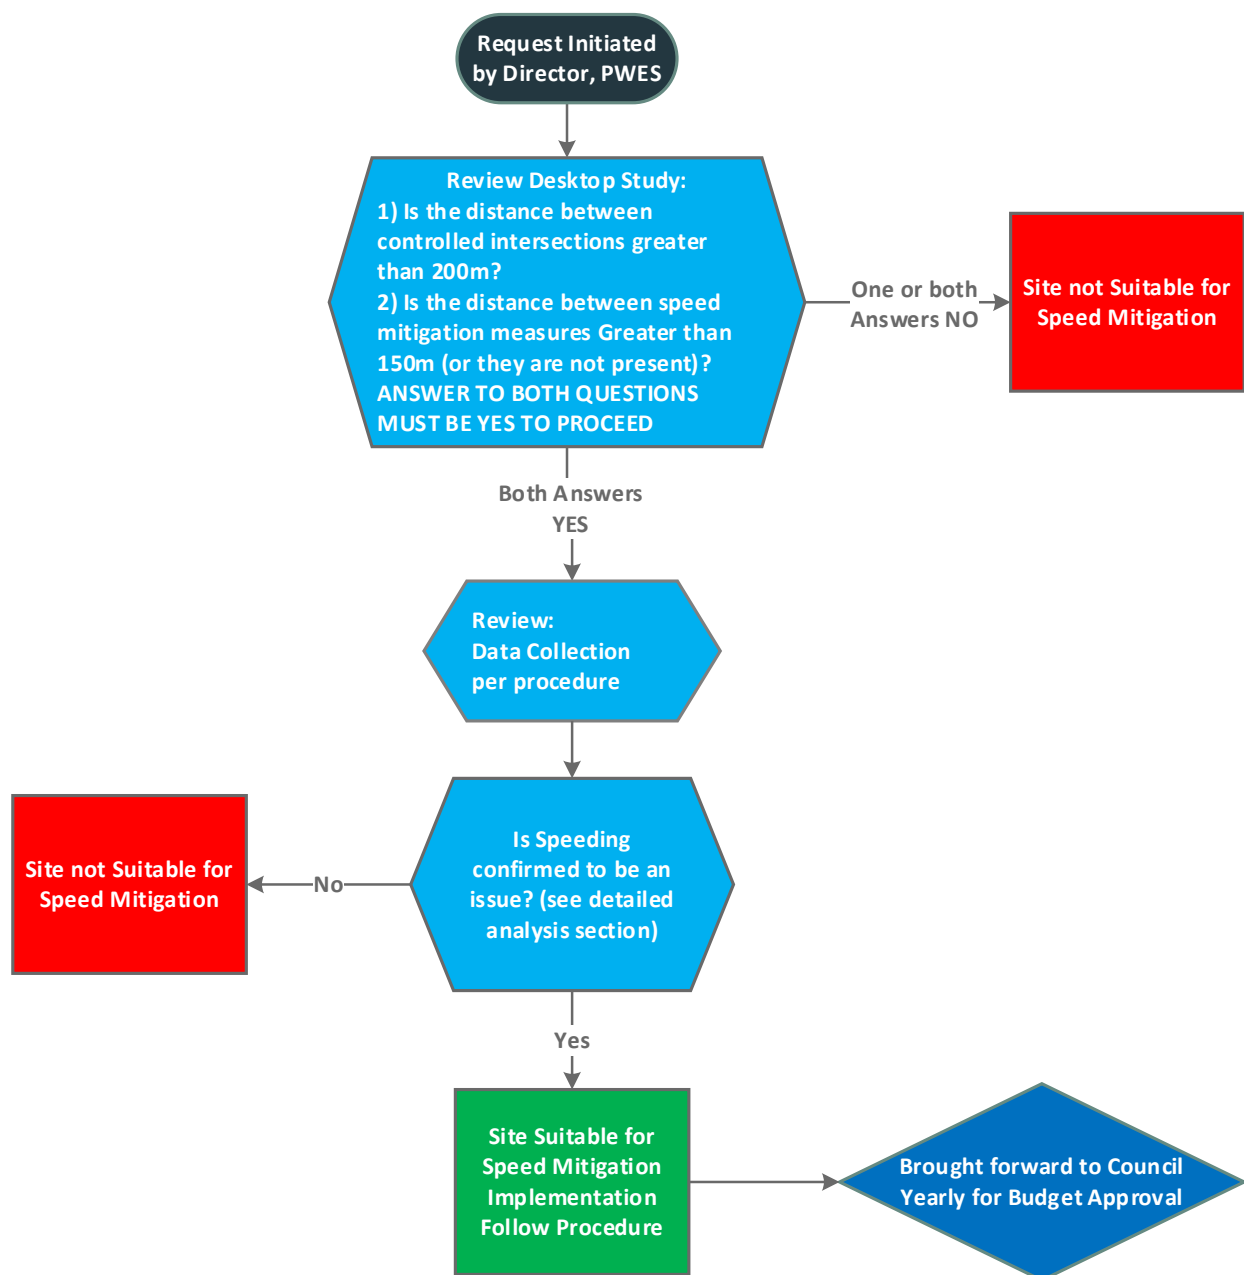 Request Initiated
by Director, PWES
Review Desktop Study:
1) Is the distance between
controlled intersections greater
than 200m?
2) Is the distance between speed
mitigation measures Greater than
150m (or they are not present)?
ANSWER TO BOTH QUESTIONS
MUST BE YES TO PROCEED
One or both
Answers NO
Site not Suitable for
Speed Mitigation
Both Answers
YES
Review:
Data Collection
per procedure
Is Speeding
confirmed to be an
issue? (see detailed
analysis section)
No
Site not Suitable for
Speed Mitigation
Yes
Site Suitable for
Speed Mitigation
Implementation
Follow Procedure
Brought forward to Council
Yearly for Budget Approval